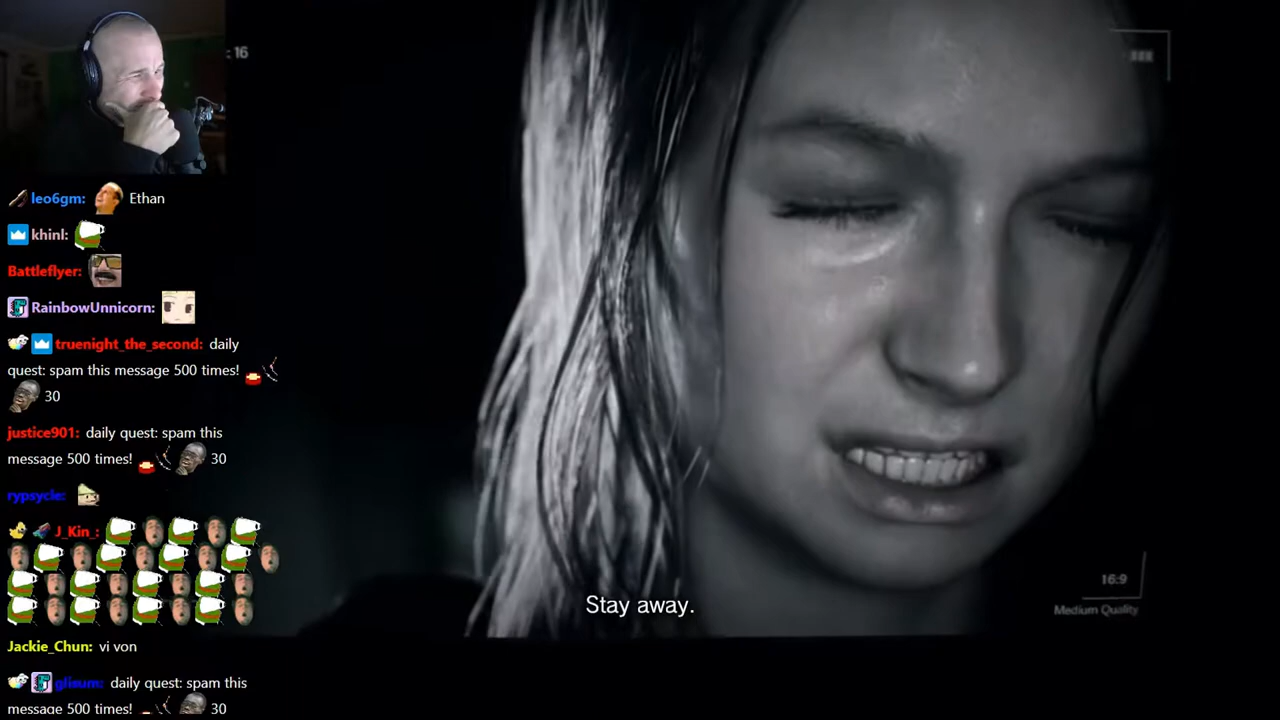 : 16
leo6gm: Ethan
khinl:
Battleflyer:
RainbowUnnicorn:
truenight_the_second: daily
quest: spam this message 500 times!
30
justice901: daily quest: spam this
message 500 times! 30
rypsycle:
J_Kin_:
Jackie_Chun: vi von
glisum: daily quest: spam this
message 500 times! 30
Stay away.
16:9
Medium Quality